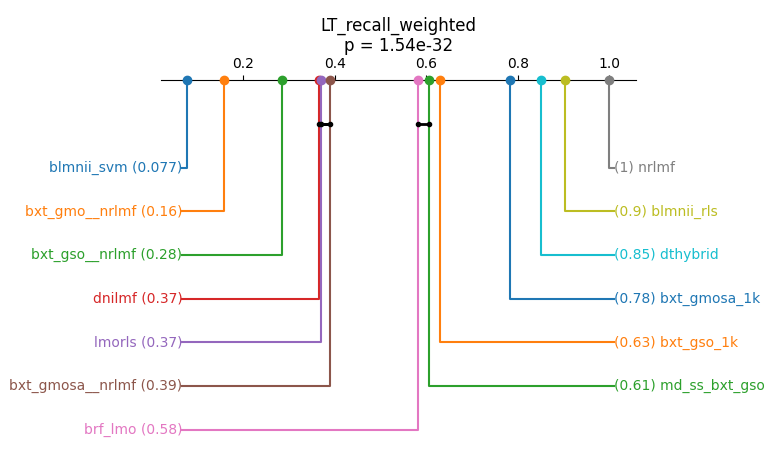 LT_recall_weighted
p = 1.54e-32
0.2 0.4 0.6 0.8 1.0
blmnii_svm (0.077) (1) nrlmf
bxt_gmo__nrlmf (0.16) (0.9) blmnii_rls
bxt_gso__nrlmf (0.28) (0.85) dthybrid
dnilmf (0.37) (0.78) bxt_gmosa_1k
lmorls (0.37) (0.63) bxt_gso_1k
bxt_gmosa__nrlmf (0.39) (0.61) md_ss_bxt_gso
brf_lmo (0.58)